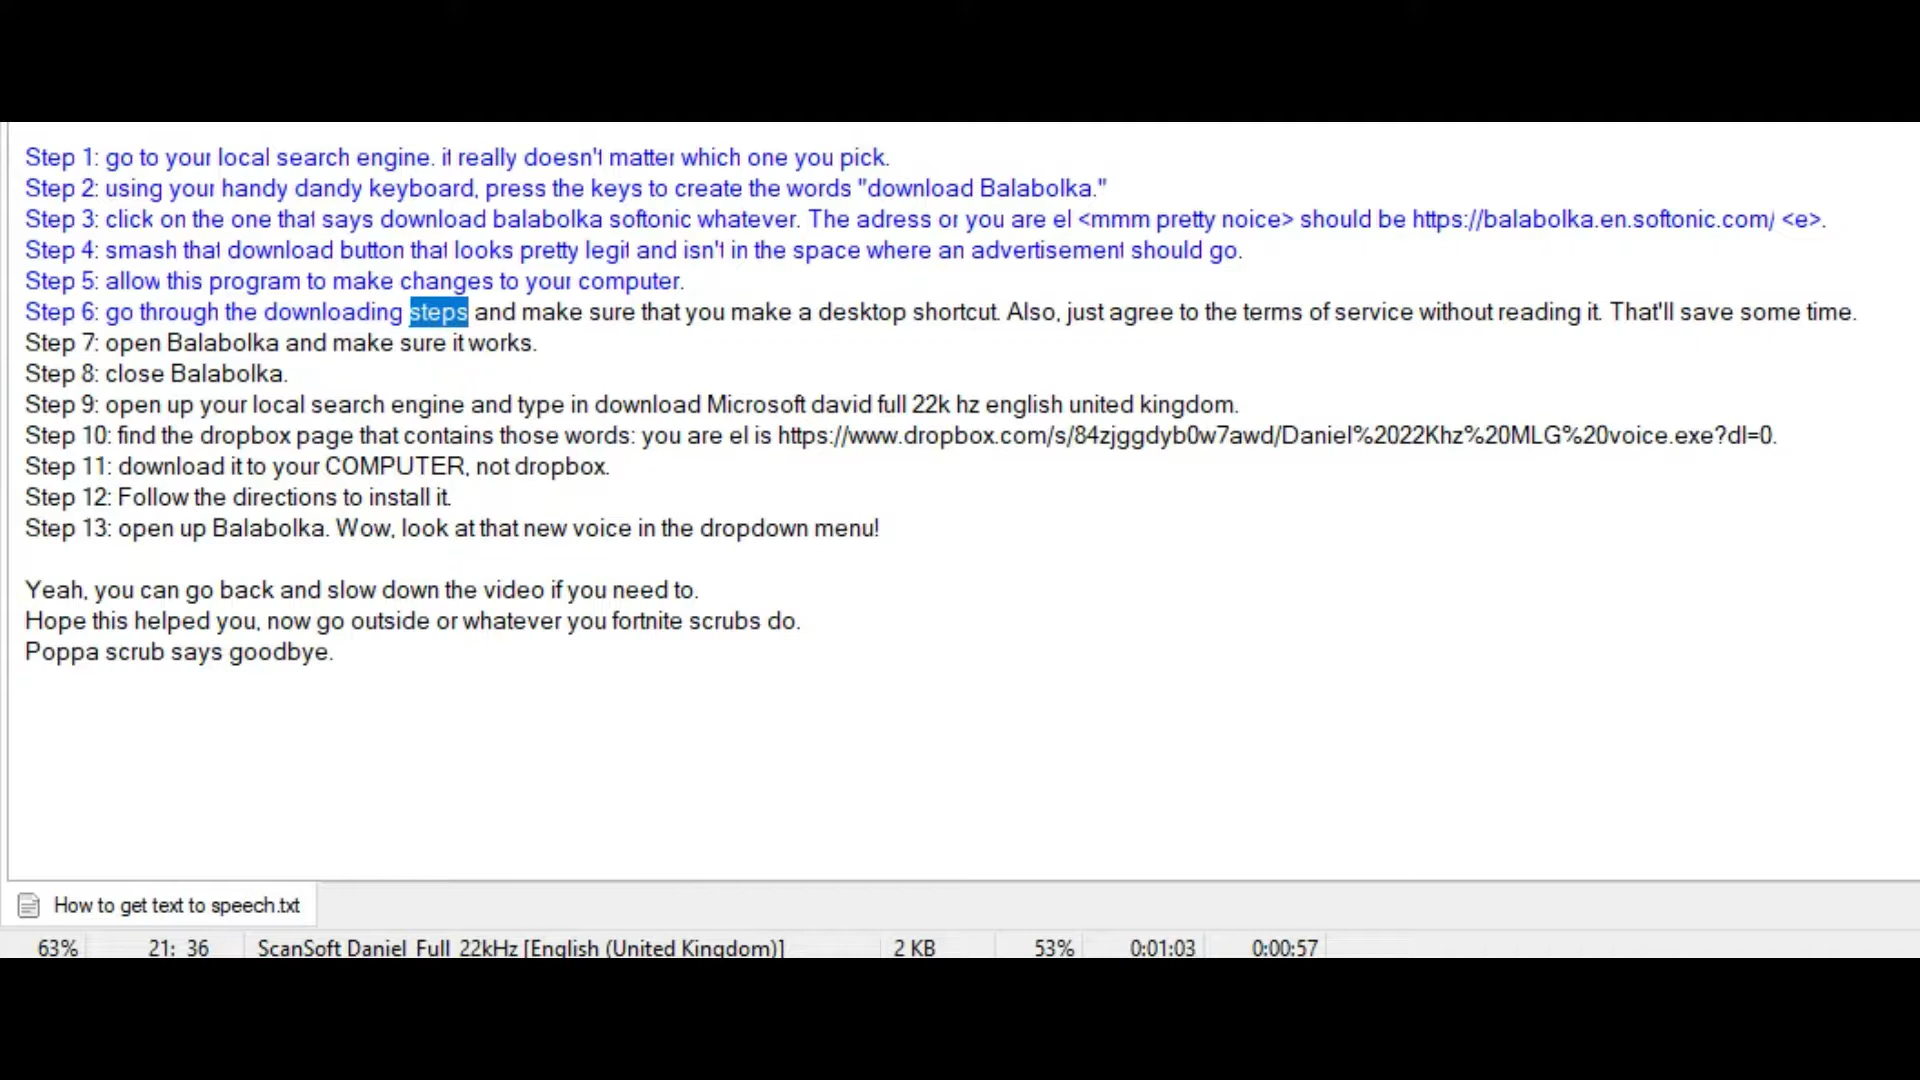 Step 1: go to your local search engine. it really doesn't matter which one you pick.
Step 2: using your handy dandy keyboard, press the keys to create the words "download Balabolka."
Step 3: click on the one that says download balabolka softonic whatever. The adress or you are el <mmm pretty noice> should be https://balabolka.en.softonic.com/ <e>.
Step 4: smash that download button that looks pretty legit and isn't in the space where an advertisement should go.
Step 5: allow this program to make changes to your computer.
Step 6: go through the downloading steps and make sure that you make a desktop shortcut. Also, just agree to the terms of service without reading it. That'll save some time.
Step 7: open Balabolka and make sure it works.
Step 8: close Balabolka.
Step 9: open up your local search engine and type in download Microsoft david full 22k hz english united kingdom.
Step 10: find the dropbox page that contains those words: you are el is https://www.dropbox.com/s/84zjggdyb0w7awd/Daniel%2022Khz%20MLG%20voice.exe?dl=0.
Step 11: download it to your COMPUTER, not dropbox.
Step 12: Follow the directions to install it.
Step 13: open up Balabolka. Wow, look at that new voice in the dropdown menu!
Yeah, you can go back and slow down the video if you need to.
Hope this helped you, now go outside or whatever you fortnite scrubs do.
Poppa scrub says goodbye.
How to get text to speech.txt
63% 21: 36 ScanSoft Daniel_Full_22kHz [English (United Kingdom)] 2 KB 53% 0:01:03 0:00:57